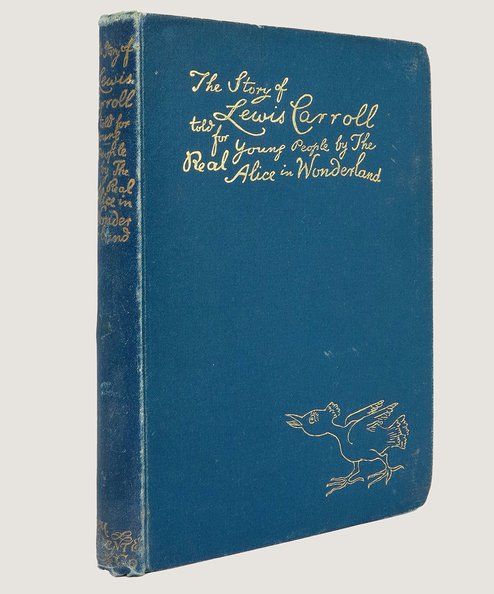 The Story of
Lewis Carroll
told for Young People by The
Real Alice in Wonderland
Story of
Lewis
Carroll
told for
Young
People
by The
Real
Alice in
Wonder
land